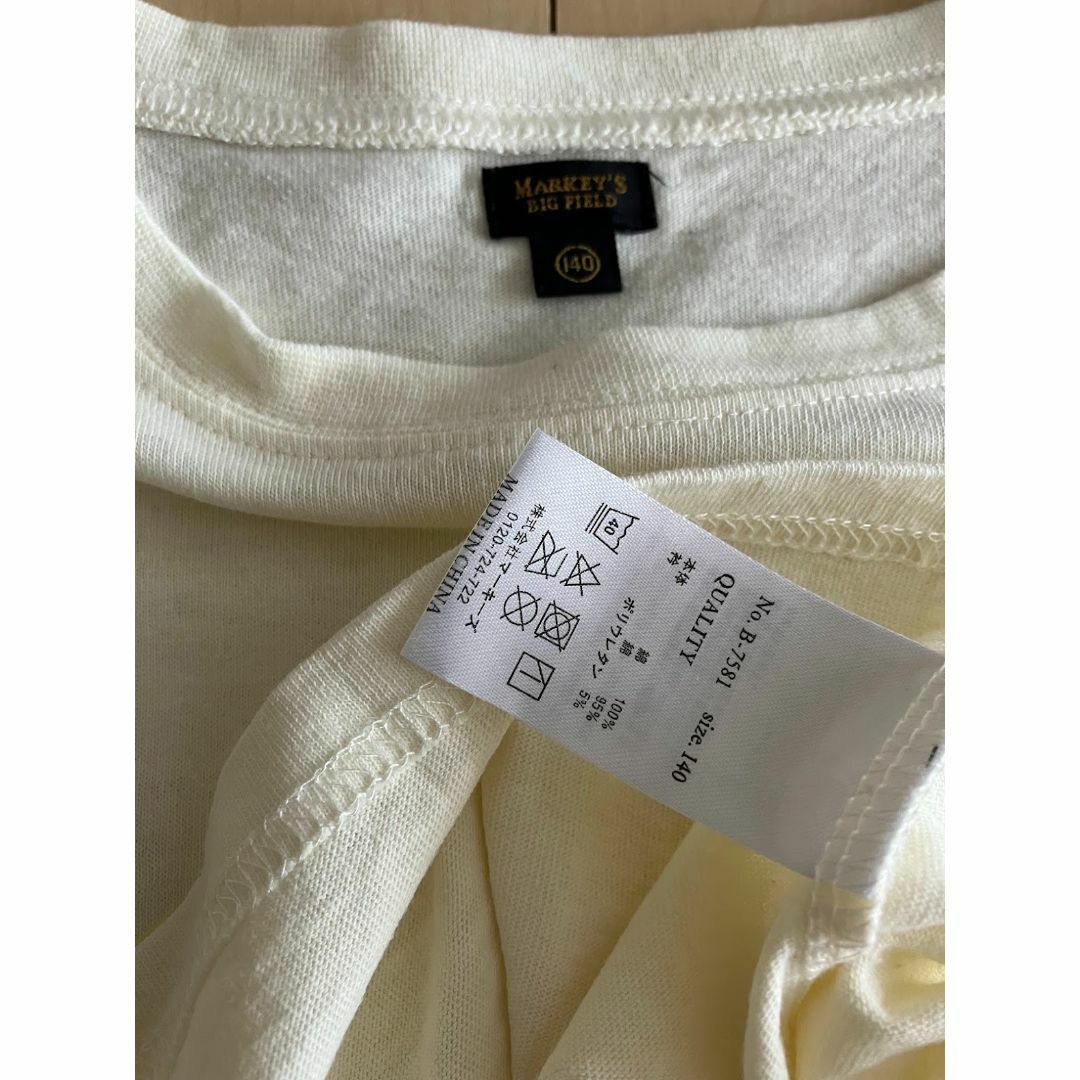 MARKEY'S
BIG FIELD
140
No. B-7581 size. 140
QUALITY
本体 綿 100%
衿 綿 95%
ポリウレタン 5%
40
株式会社マーキーズ
0120-724-722
MADE IN CHINA